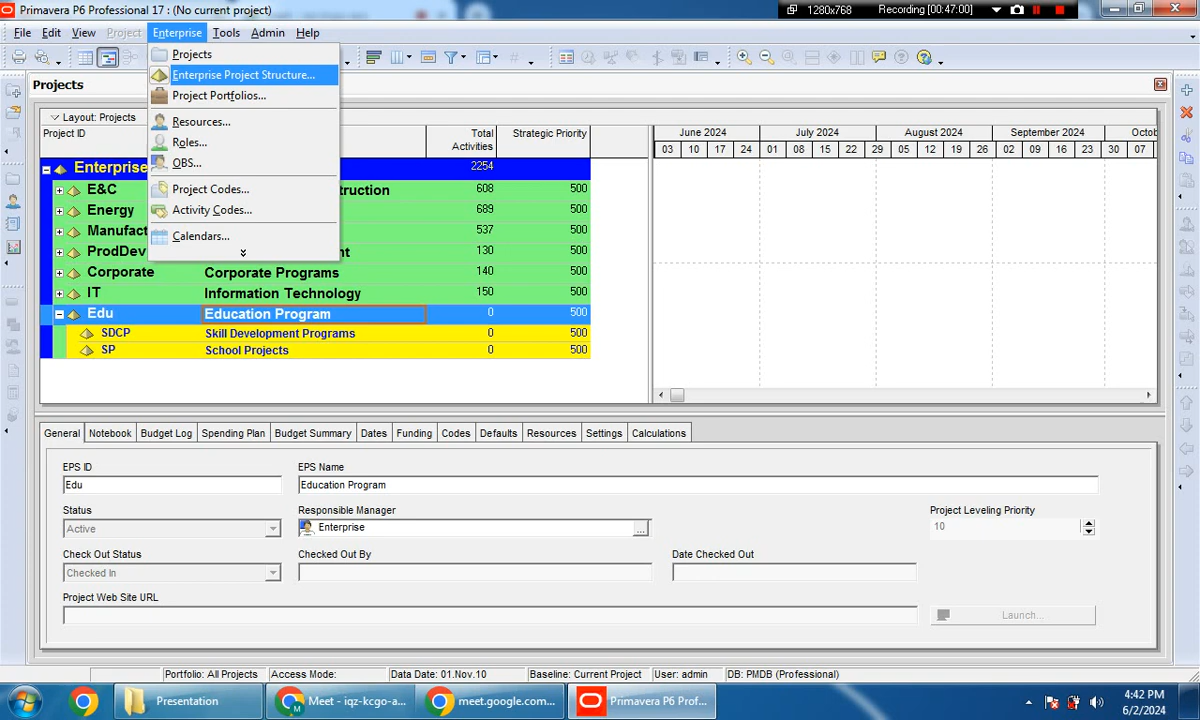 Primavera P6 Professional 17 : (No current project)
1280x768
Recording [00:47:00]
File Edit View Project Enterprise Tools Admin Help
Projects
Enterprise Project Structure...
Project Portfolios...
Resources...
Roles...
OBS...
Project Codes...
Activity Codes...
Calendars...
Projects
Layout: Projects
Project ID
Total Activities
Strategic Priority
June 2024 July 2024 August 2024 September 2024
03 10 17 24 01 08 15 22 29 05 12 19 26 02 09 16 23 30 07
Enterprise 2254
E&C truction 608 500
Energy 689 500
Manufact 537 500
ProdDev t 130 500
Corporate Corporate Programs 140 500
IT Information Technology 150 500
Edu Education Program 0 500
SDCP Skill Development Programs 0 500
SP School Projects 0 500
General Notebook Budget Log Spending Plan Budget Summary Dates Funding Codes Defaults Resources Settings Calculations
EPS ID EPS Name
Edu Education Program
Status Responsible Manager Project Leveling Priority
Active Enterprise ... 10
Check Out Status Checked Out By Date Checked Out
Checked In
Project Web Site URL
Launch...
Portfolio: All Projects Access Mode: Data Date: 01.Nov.10 Baseline: Current Project User: admin DB: PMDB (Professional)
Presentation
Meet - iqz-kcgo-a...
meet.google.com...
Primavera P6 Prof...
4:42 PM
6/2/2024